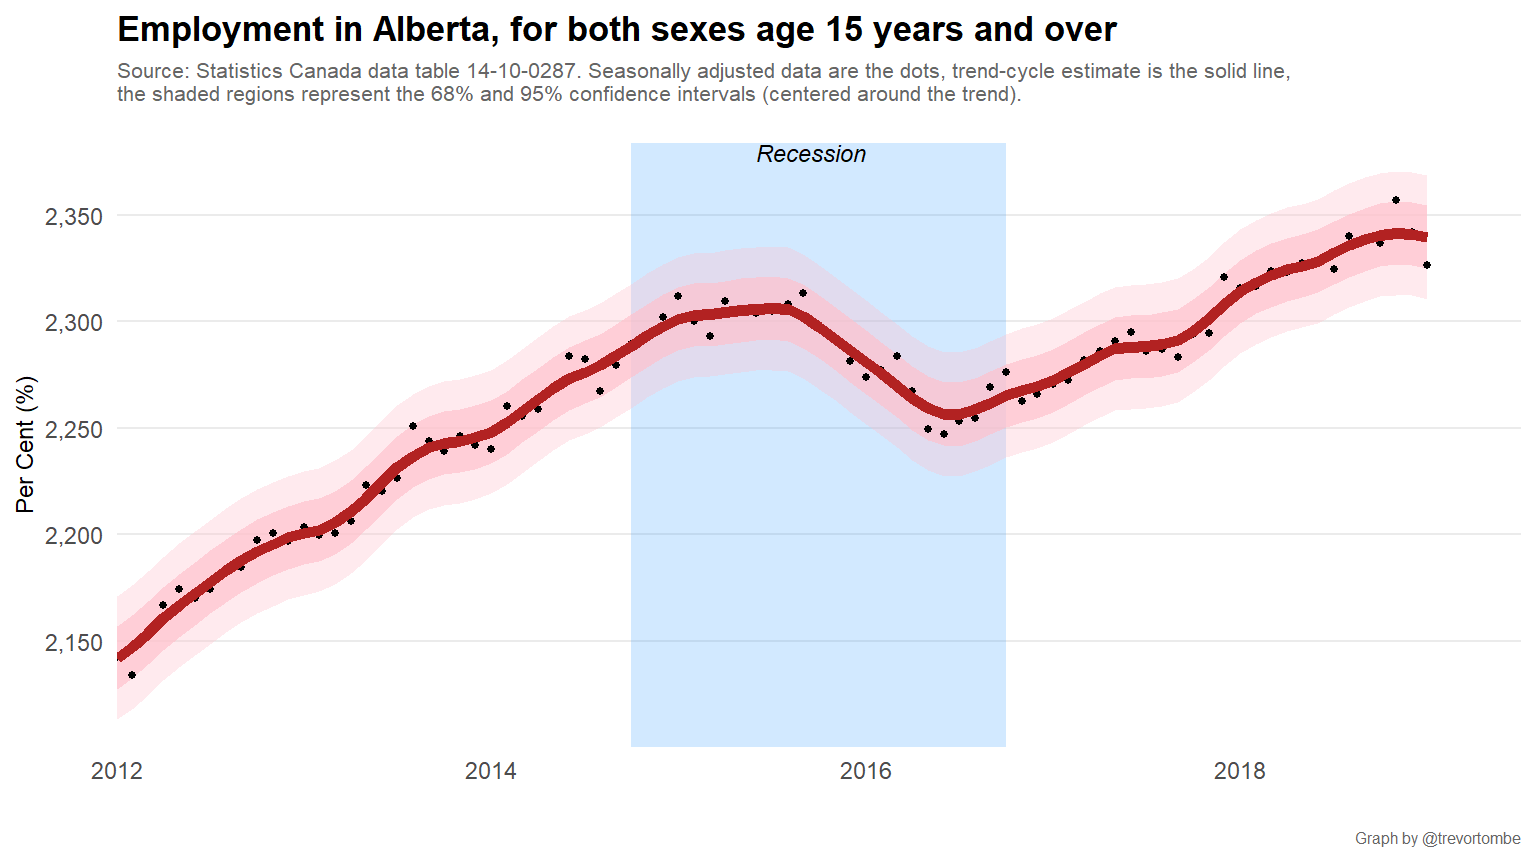 Employment in Alberta, for both sexes age 15 years and over
Source: Statistics Canada data table 14-10-0287. Seasonally adjusted data are the dots, trend-cycle estimate is the solid line,
the shaded regions represent the 68% and 95% confidence intervals (centered around the trend).
Recession
2,350
2,300
2,250
2,200
2,150
Per Cent (%)
2012
2014
2016
2018
Graph by @trevortombe